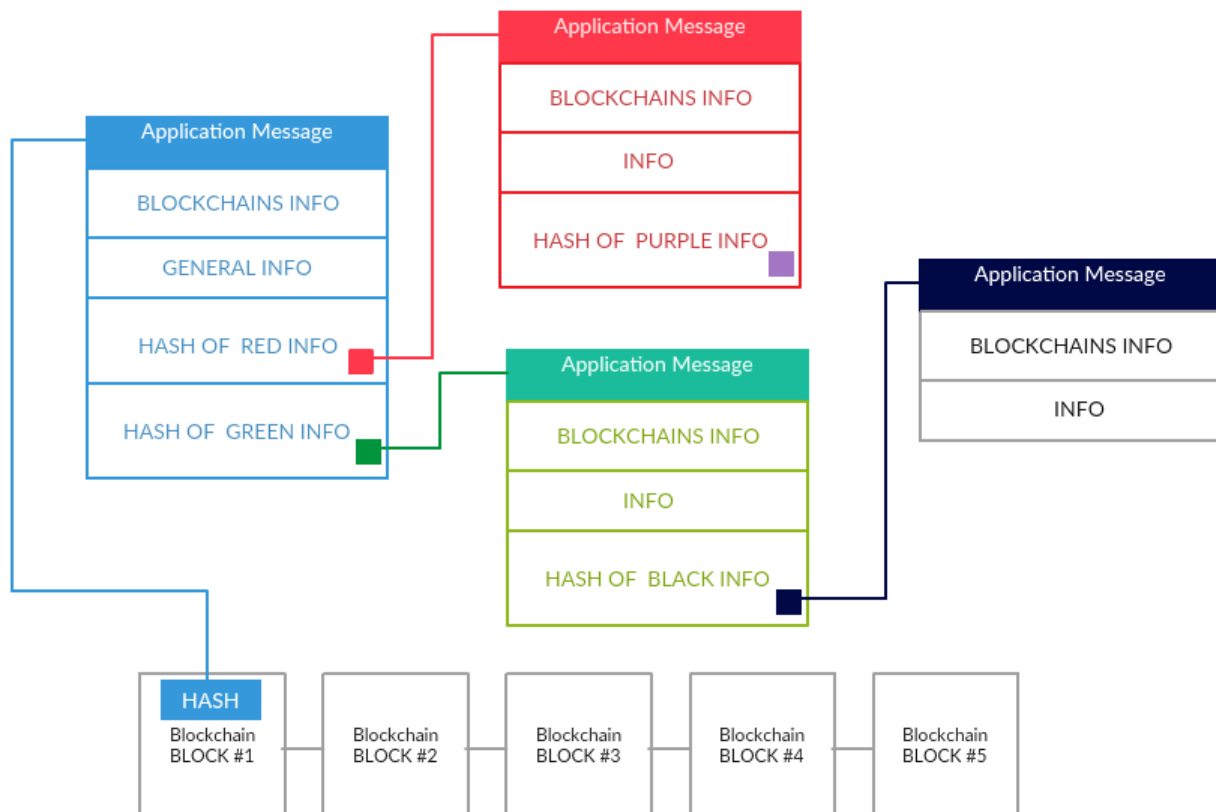 Application Message
BLOCKCHAINS INFO
INFO
HASH OF PURPLE INFO
Application Message
BLOCKCHAINS INFO
GENERAL INFO
HASH OF RED INFO
HASH OF GREEN INFO
Application Message
BLOCKCHAINS INFO
INFO
HASH OF BLACK INFO
Application Message
BLOCKCHAINS INFO
INFO
HASH
Blockchain
BLOCK #1
Blockchain
BLOCK #2
Blockchain
BLOCK #3
Blockchain
BLOCK #4
Blockchain
BLOCK #5